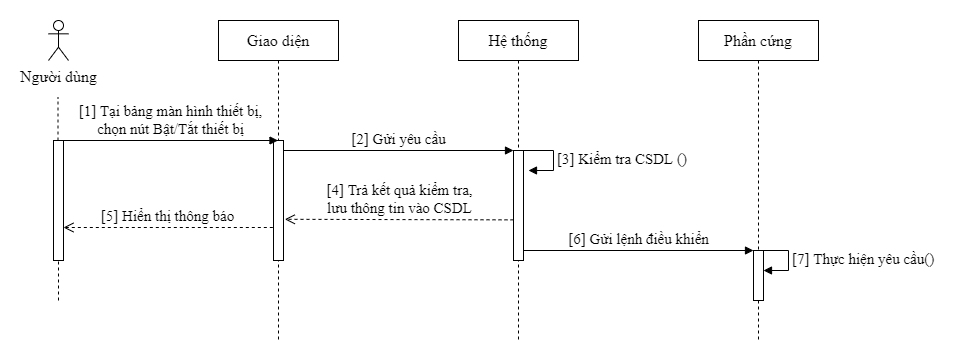 Giao diện
Hệ thống
Phần cứng
Người dùng
[1] Tại bảng màn hình thiết bị,
chọn nút Bật/Tắt thiết bị
[2] Gửi yêu cầu
[3] Kiểm tra CSDL ()
[4] Trả kết quả kiểm tra,
lưu thông tin vào CSDL
[5] Hiển thị thông báo
[6] Gửi lệnh điều khiển
[7] Thực hiện yêu cầu()